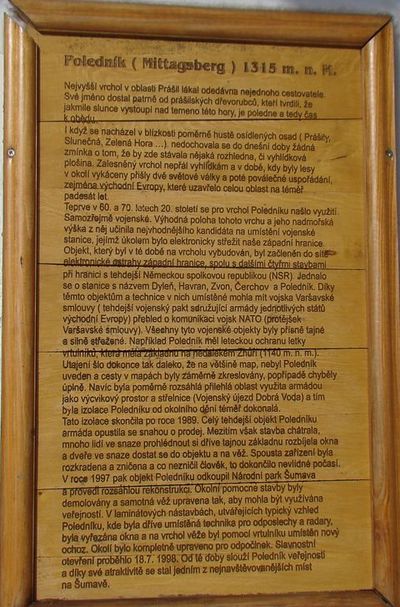 Poledník ( Mittagsberg ) 1315 m. n. M.
Nejvyšší vrchol v oblasti Prášil lákal odedávna nejednoho cestovatele.
Své jméno dostal patrně od prášilských dřevorubců, kteří tvrdili, že
jakmile slunce vystoupí nad temeno této hory, je poledne a tedy čas
k obědu.
I když se nacházel v blízkosti poměrně hustě osídlených osad ( Prášily,
Slunečná, Zelená Hora ...). nedochovala se do dnešní doby žádná
zmínka o tom, že by zde stávala nějaká rozhledna, či vyhlídková
plošina. Zalesněný vrchol nepřál vyhlídkám a v době, kdy byly lesy
v okolí vykáceny přišly dvě světové války a poté poválečné uspořádání,
zejména východní Evropy, které uzavřelo celou oblast na téměř
padesát let.
Teprve v 60. a 70. letech 20. století se pro vrchol Poledníku našlo využití.
Samozřejmě vojenské. Výhodná poloha tohoto vrchu a jeho nadmořská
výška z něj učinila nejvhodnějšího kandidáta na umístění vojenské
stanice, jejímž úkolem bylo elektronicky střežit naše západní hranice.
Objekt, který byl v té době na vrcholu vybudován, byl začleněn do sítě
elektronické ostrahy západní hranice, spolu s dalšími čtyřmi stavbami
při hranici s tehdejší Německou spolkovou republikou (NSR). Jednalo
se o stanice s názvem Dyleň, Havran, Zvon, Čerchov a Poledník. Díky
těmto objektům a technice v nich umístěné mohla mít vojska Varšavské
smlouvy ( tehdejší vojenský pakt sdružující armády jednotlivých států
východní Evropy) přehled o komunikaci vojsk NATO (protějšek
Varšavské smlouvy). Všechny tyto vojenské objekty byly přísně tajné
a silně střežené. Například Poledník měl leteckou ochranu letky
vrtulníků, která měla základnu na nedalekém Zhůří (1140 m. n. m.).
Utajení šlo dokonce tak daleko, že na většině map, nebyl Poledník
uveden a cesty v mapách byly záměrně zkreslovány, popřípadě chyběly
úplně. Navíc byla poměrně rozsáhlá přilehlá oblast využita armádou
jako výcvikový prostor a střelnice (Vojenský újezd Dobrá Voda) a tím
byla izolace Poledníku od okolního dění téměř dokonalá.
Tato izolace skončila po roce 1989. Celý tehdejší objekt Poledníku
armáda opustila se snahou u prodej. Mezitím však stavba chátrala,
mnoho lidí ve snaze prohlédnout si dříve tajnou základnu rozbíjela okna
a dveře ve snaze dostat se do objektu a na věž. Spousta zařízení byla
rozkradena a zničena a co nezničil člověk, to dokončilo nevlídné počasí.
V roce 1997 pak objekt Poledníku odkoupil Národní park Šumava
a provedl rozsáhlou rekonstrukci. Okolní pomocné stavby byly
demolovány a samotná věž upravena tak, aby mohla být využívána
veřejností. V laminátových nástavbách, utvářejících typický vzhled
Poledníku, kde byla dříve umístěná technika pro odposlechy a radary,
byla vyřezána okna a na vrchol věže byl pomocí vrtulníku umístěn nový
ochoz. Okolí bylo kompletně upraveno pro odpočinek. Slavnostní
otevření proběhlo 18.7. 1998. Od té doby slouží Poledník veřejnosti
a díky své atraktivitě se stal jedním z nejnavštěvovanějších míst
na Šumavě.